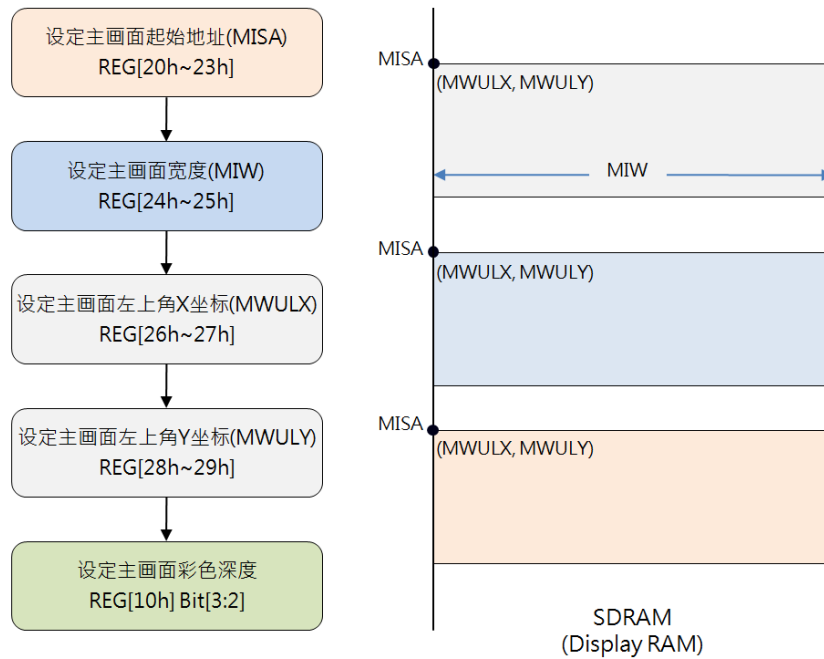 设定主画面起始地址(MISA)
REG[20h~23h]
设定主画面宽度(MIW)
REG[24h~25h]
设定主画面左上角X坐标(MWULX)
REG[26h~27h]
设定主画面左上角Y坐标(MWULY)
REG[28h~29h]
设定主画面彩色深度
REG[10h] Bit[3:2]
MISA
(MWULX, MWULY)
MIW
MISA
(MWULX, MWULY)
MISA
(MWULX, MWULY)
SDRAM
(Display RAM)